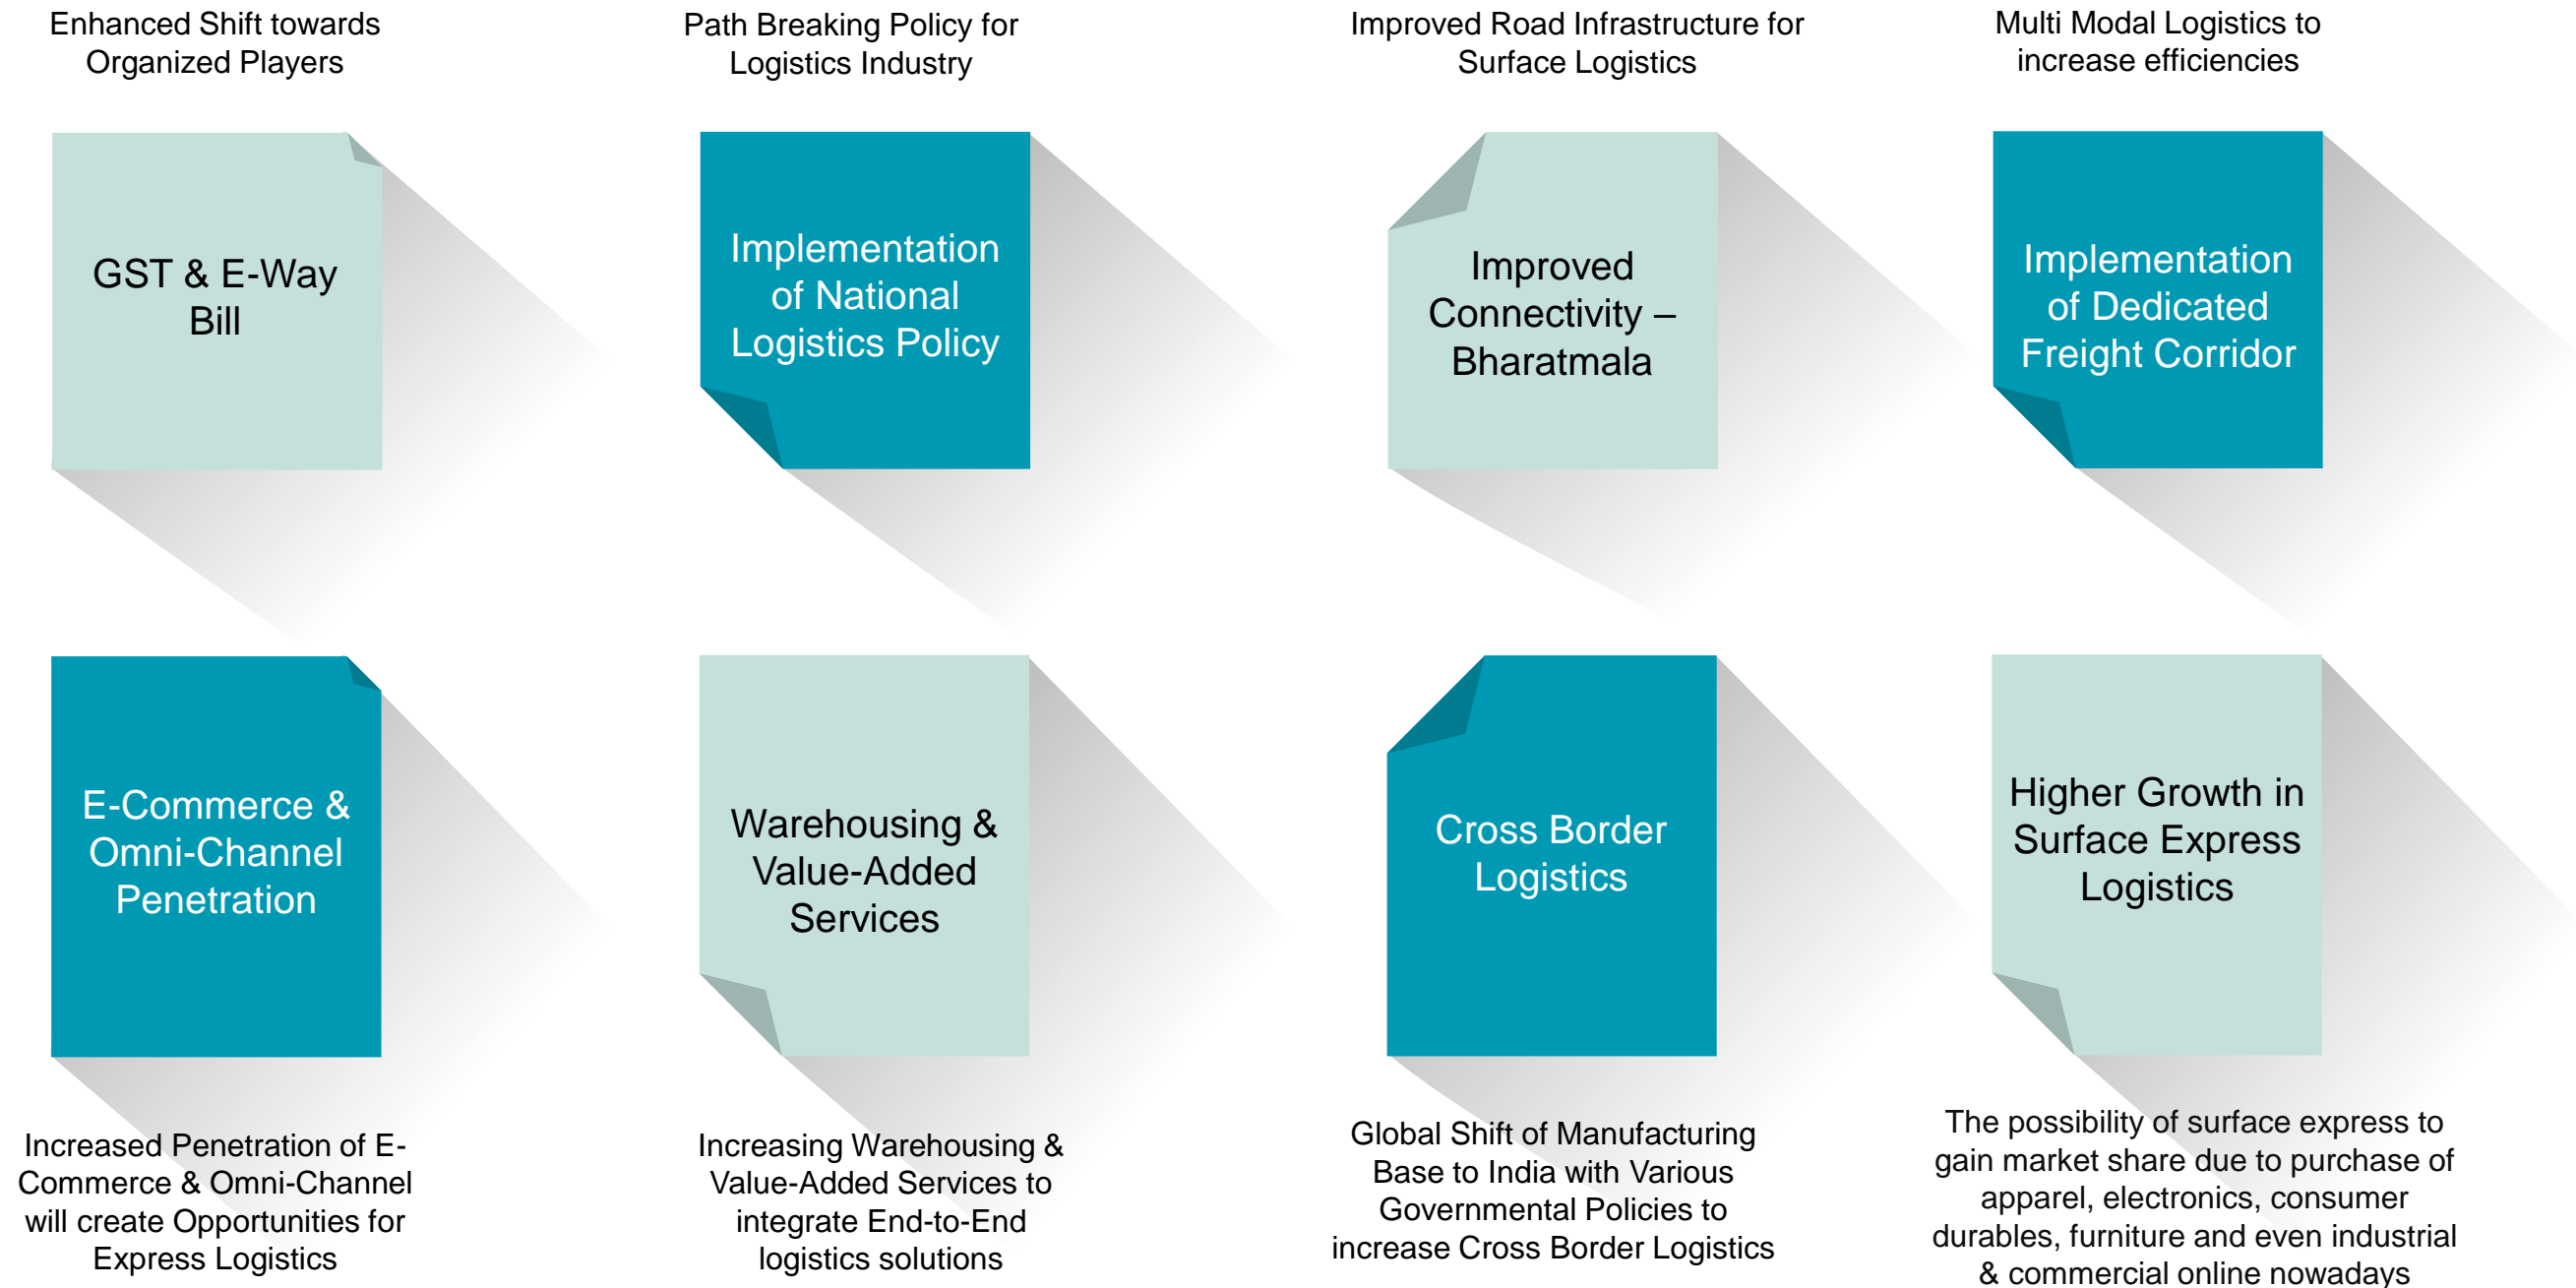 Enhanced Shift towards
Organized Players
Path Breaking Policy for
Logistics Industry
Improved Road Infrastructure for
Surface Logistics
Multi Modal Logistics to
increase efficiencies
GST & E-Way
Bill
Implementation
of National
Logistics Policy
Improved
Connectivity –
Bharatmala
Implementation
of Dedicated
Freight Corridor
E-Commerce &
Omni-Channel
Penetration
Warehousing &
Value-Added
Services
Cross Border
Logistics
Higher Growth in
Surface Express
Logistics
Increased Penetration of E-
Commerce & Omni-Channel
will create Opportunities for
Express Logistics
Increasing Warehousing &
Value-Added Services to
integrate End-to-End
logistics solutions
Global Shift of Manufacturing
Base to India with Various
Governmental Policies to
increase Cross Border Logistics
The possibility of surface express to
gain market share due to purchase of
apparel, electronics, consumer
durables, furniture and even industrial
& commercial online nowadays